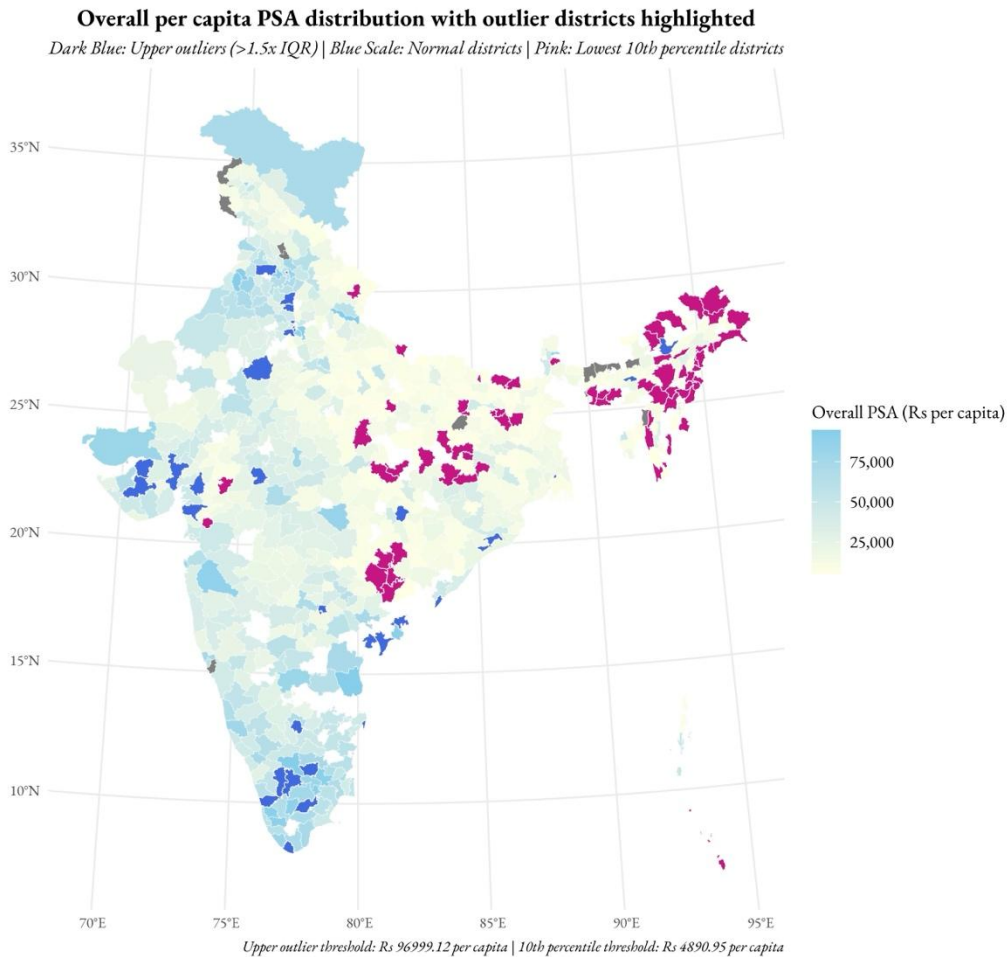 Overall per capita PSA distribution with outlier districts highlighted
Dark Blue: Upper outliers (>1.5x IQR) | Blue Scale: Normal districts | Pink: Lowest 10th percentile districts
35°N
30°N
25°N
20°N
15°N
10°N
Overall PSA (Rs per capita)
75,000
50,000
25,000
70°E
75°E
80°E
85°E
90°E
95°E
Upper outlier threshold: Rs 96999.12 per capita | 10th percentile threshold: Rs 4890.95 per capita